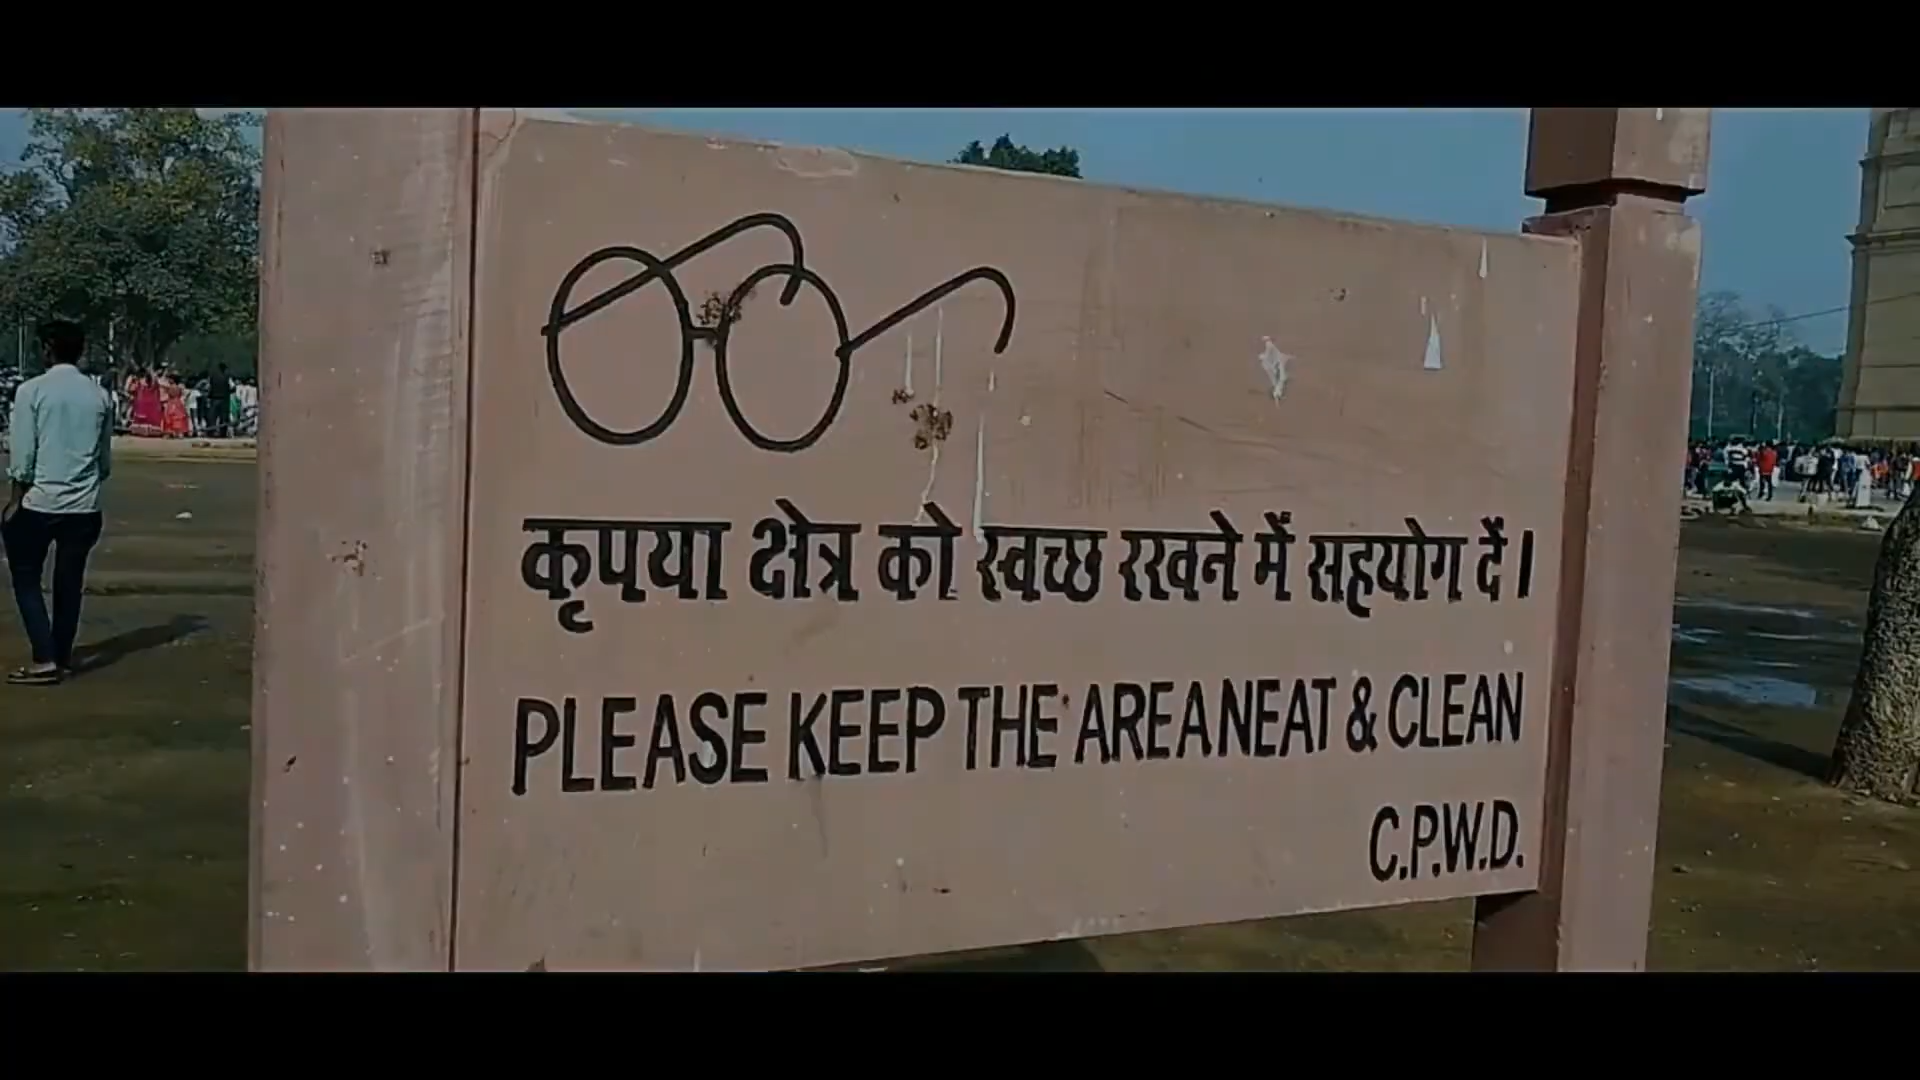 कृपया क्षेत्र को स्वच्छ रखने में सहयोग दें।
PLEASE KEEP THE AREA NEAT & CLEAN
C.P.W.D.